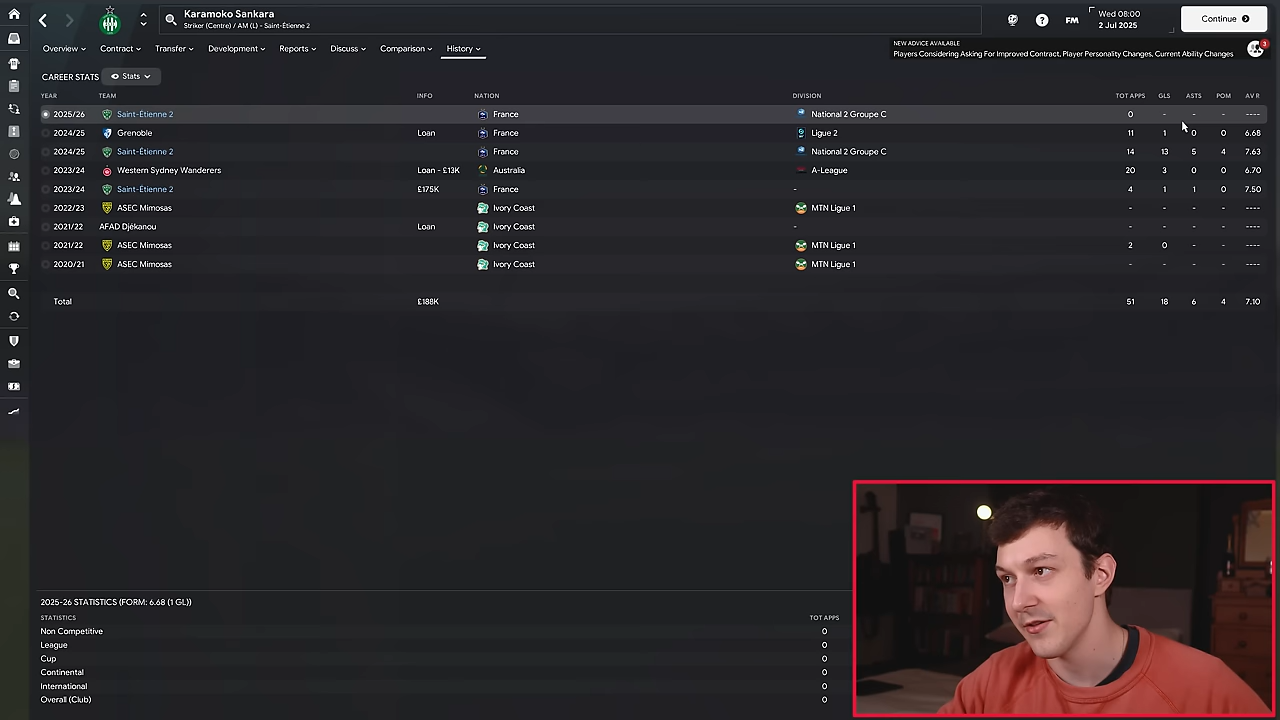 Karamoko Sankara
Striker (Centre) / AM (L) - Saint-Étienne 2
FM
Wed 08:00
2 Jul 2025
Continue
Overview
Contract
Transfer
Development
Reports
Discuss
Comparison
History
NEW ADVICE AVAILABLE
Players Considering Asking For Improved Contract, Player Personality Changes, Current Ability Changes
3
CAREER STATS
Stats
YEAR TEAM INFO NATION DIVISION TOT APPS GLS ASTS POM AV R
2025/26 Saint-Étienne 2 France National 2 Groupe C 0 - - - ----
2024/25 Grenoble Loan France Ligue 2 11 1 0 0 6.68
2024/25 Saint-Étienne 2 France National 2 Groupe C 14 13 5 4 7.63
2023/24 Western Sydney Wanderers Loan - £13K Australia A-League 20 3 0 0 6.70
2023/24 Saint-Étienne 2 £175K France - 4 1 1 0 7.50
2022/23 ASEC Mimosas Ivory Coast MTN Ligue 1 - - - - ----
2021/22 AFAD Djékanou Loan Ivory Coast - - - - - ----
2021/22 ASEC Mimosas Ivory Coast MTN Ligue 1 2 0 - - ----
2020/21 ASEC Mimosas Ivory Coast MTN Ligue 1 - - - - ----
Total £188K 51 18 6 4 7.10
2025-26 STATISTICS (FORM: 6.68 (1 GL))
STATISTICS TOT APPS
Non Competitive 0
League 0
Cup 0
Continental 0
International 0
Overall (Club) 0